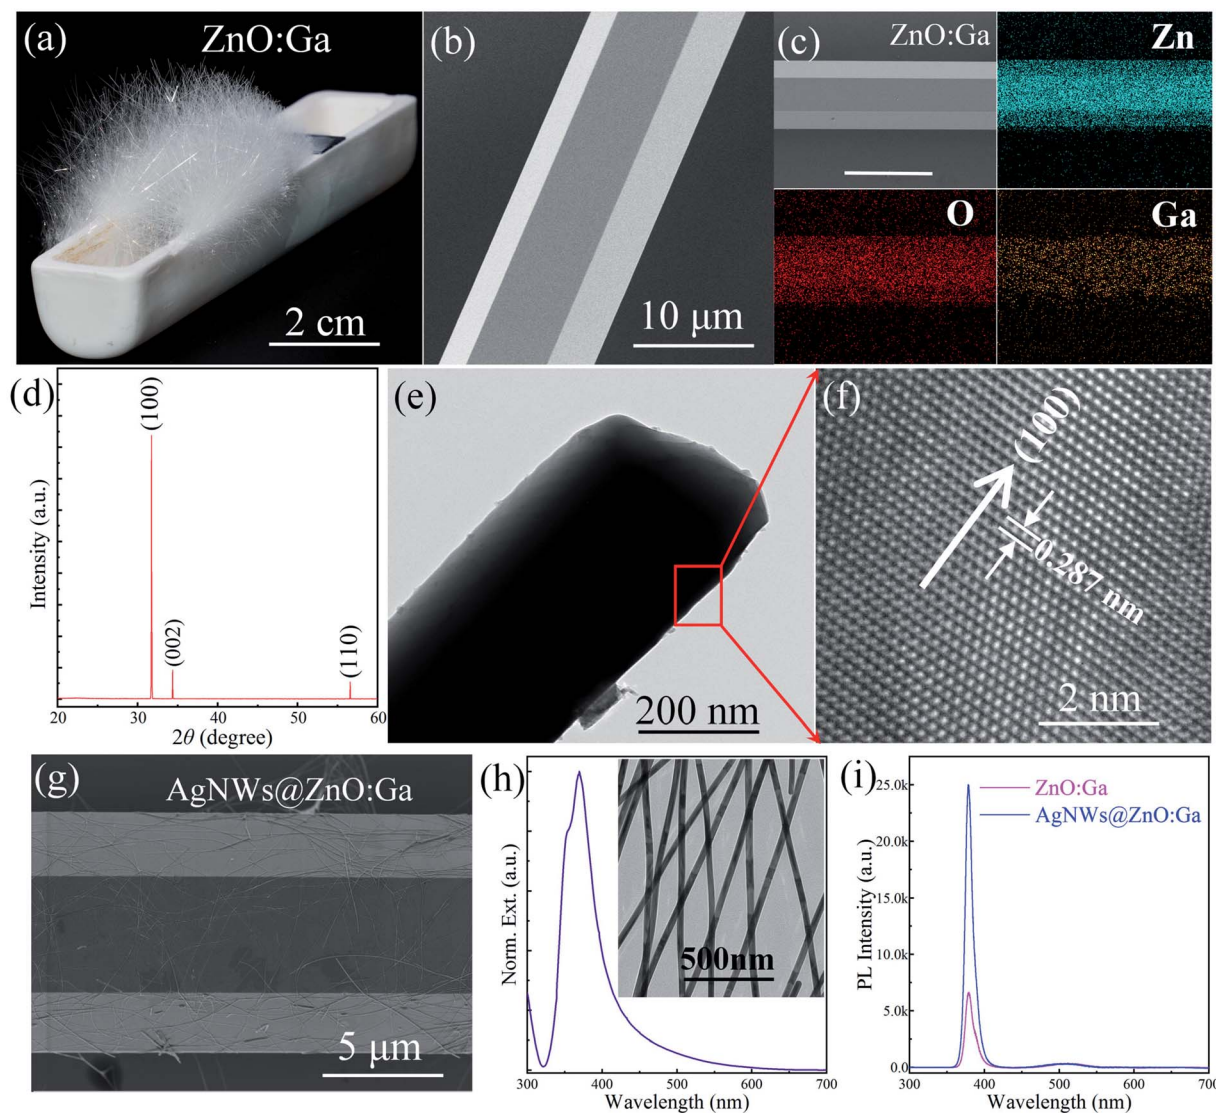 (a)
ZnO:Ga
2 cm
(b)
10 μm
(c)
ZnO:Ga
Zn
O
Ga
(d)
Intensity (a.u.)
(100)
(002)
(110)
20 30 40 50 60
2θ (degree)
(e)
200 nm
(f)
(100)
0.287 nm
2 nm
(g)
AgNWs@ZnO:Ga
5 μm
(h)
Norm. Ext. (a.u.)
500nm
300 400 500 600 700
Wavelength (nm)
(i)
PL Intensity (a.u.)
25.0k
20.0k
15.0k
10.0k
5.0k
0.0
ZnO:Ga
AgNWs@ZnO:Ga
300 400 500 600 700
Wavelength (nm)